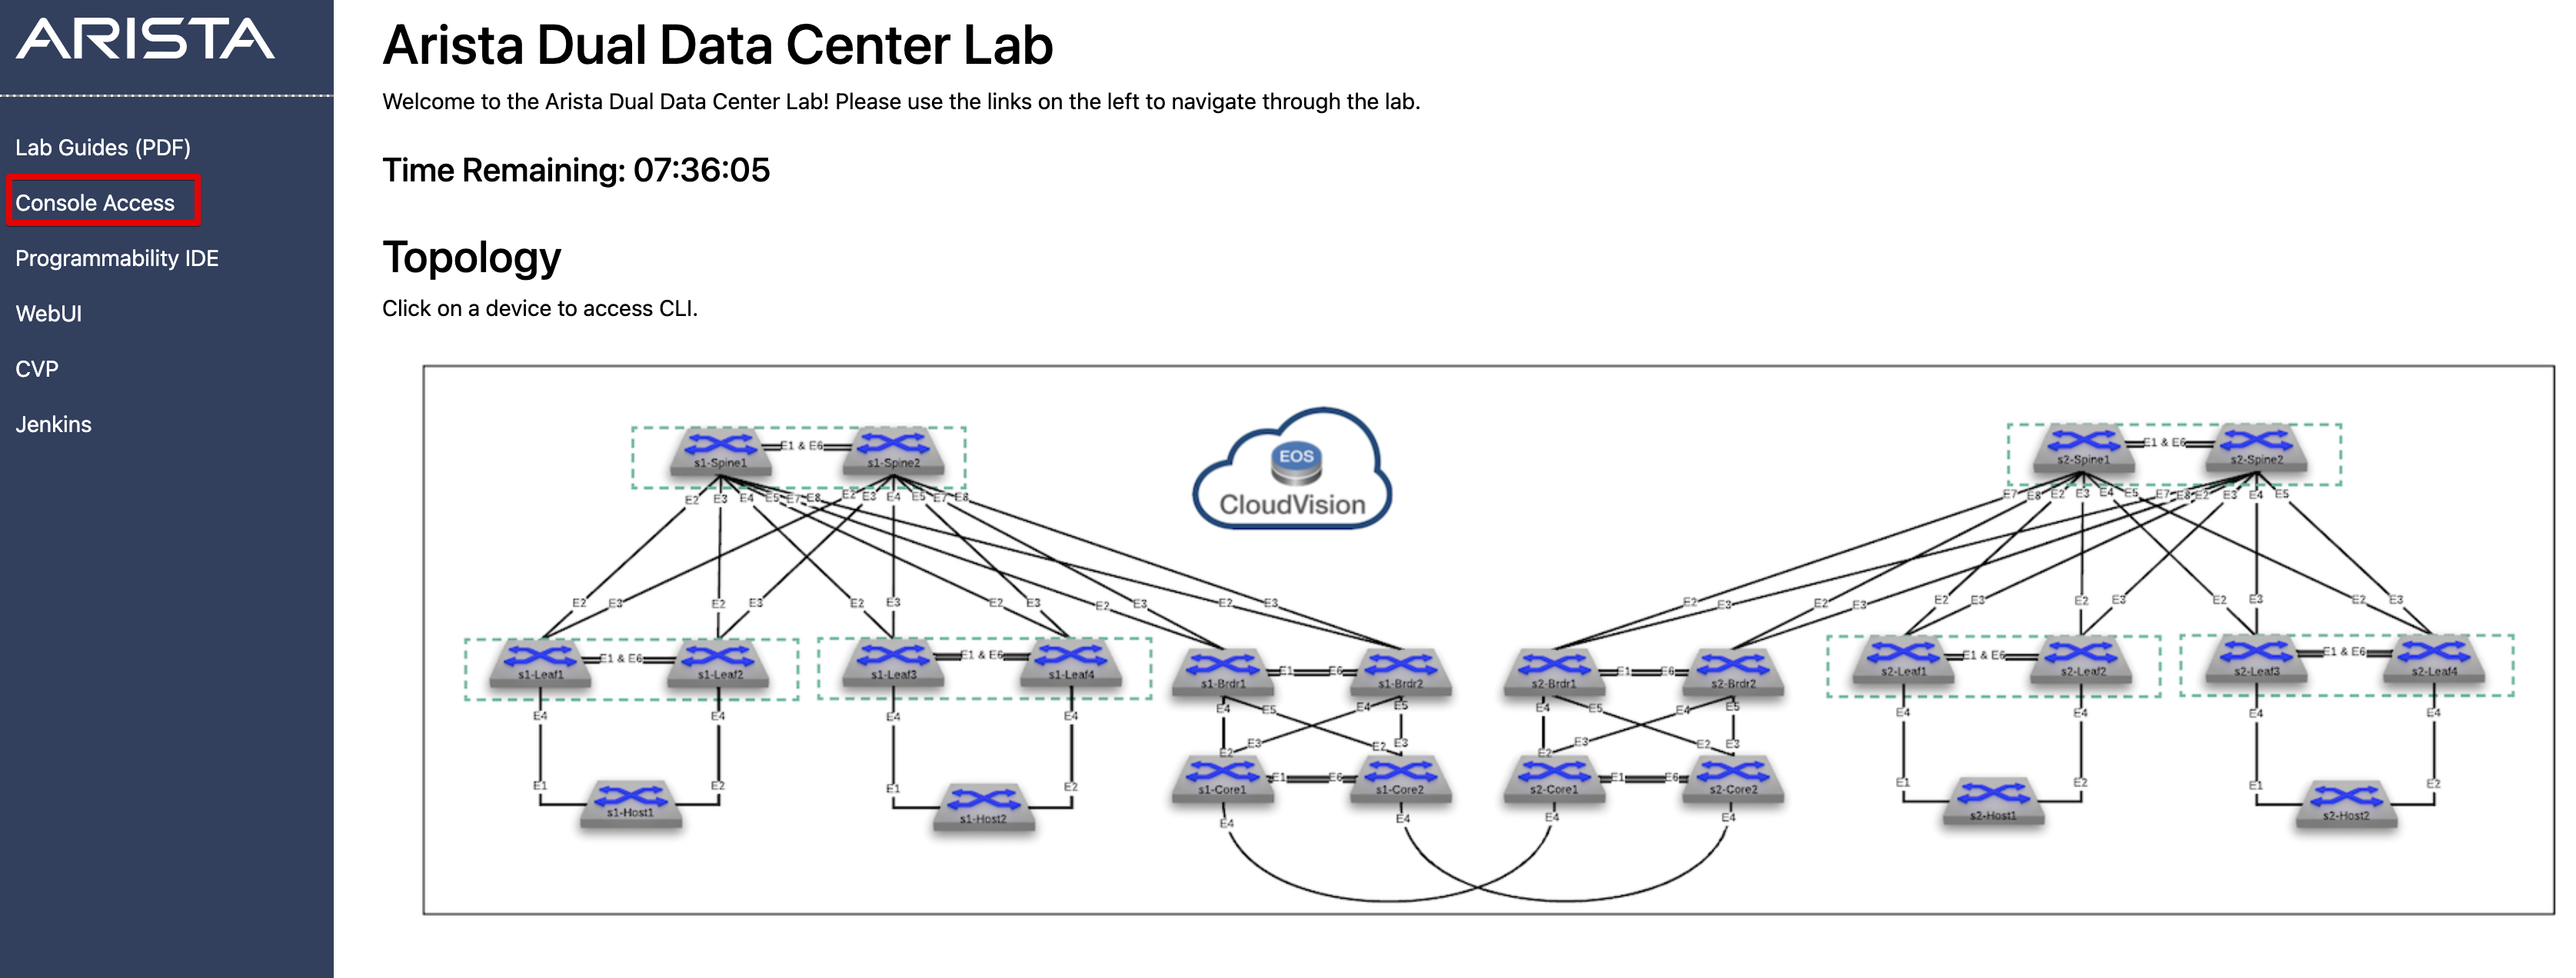 ARISTA
Lab Guides (PDF)
Console Access
Programmability IDE
WebUI
CVP
Jenkins
Arista Dual Data Center Lab
Welcome to the Arista Dual Data Center Lab! Please use the links on the left to navigate through the lab.
Time Remaining: 07:36:05
Topology
Click on a device to access CLI.
EOS
CloudVision
s1-Spine1 E1 & E6 s1-Spine2
s2-Spine1 E1 & E6 s2-Spine2
E2 E3 E4 E5 E7 E8 E2 E3 E4 E5 E7 E8
E7 E8 E2 E3 E4 E5 E7 E8 E2 E3 E4 E5
E2 E3 E2 E3 E2 E3 E2 E3 E2 E3 E2 E3
E2 E3 E2 E3 E2 E3 E2 E3 E2 E3 E2 E3
s1-Leaf1 E1 & E6 s1-Leaf2
s1-Leaf3 E1 & E6 s1-Leaf4
s1-Brdr1 E1 E6 s1-Brdr2
s2-Brdr1 E1 E6 s2-Brdr2
s2-Leaf1 E1 & E6 s2-Leaf2
s2-Leaf3 E1 & E6 s2-Leaf4
E4 E4 E4 E4 E4 E5 E4 E5 E4 E5 E4 E5 E4 E4 E4 E4
E2 E3 E2 E3 E2 E3 E2 E3
E1 E2 E1 E2
s1-Core1 E1 E6 s1-Core2
s2-Core1 E1 E6 s2-Core2
E1 E2 E1 E2
s1-Host1
s1-Host2
s2-Host1
s2-Host2
E4 E4 E4 E4